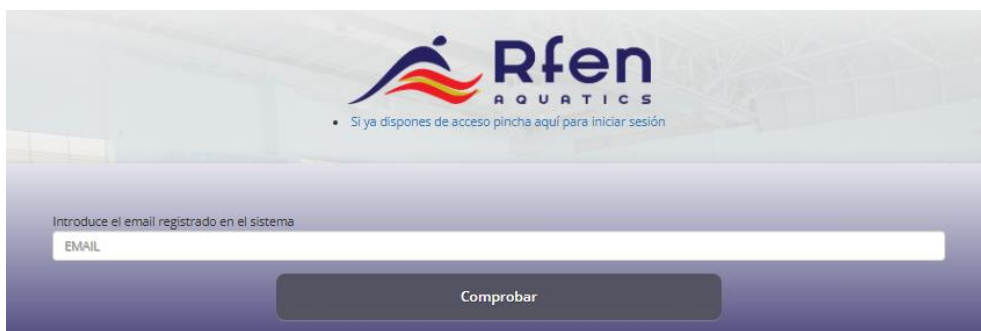 Rfen
AQUATICS
Si ya dispones de acceso pincha aquí para iniciar sesión
Introduce el email registrado en el sistema
EMAIL
Comprobar